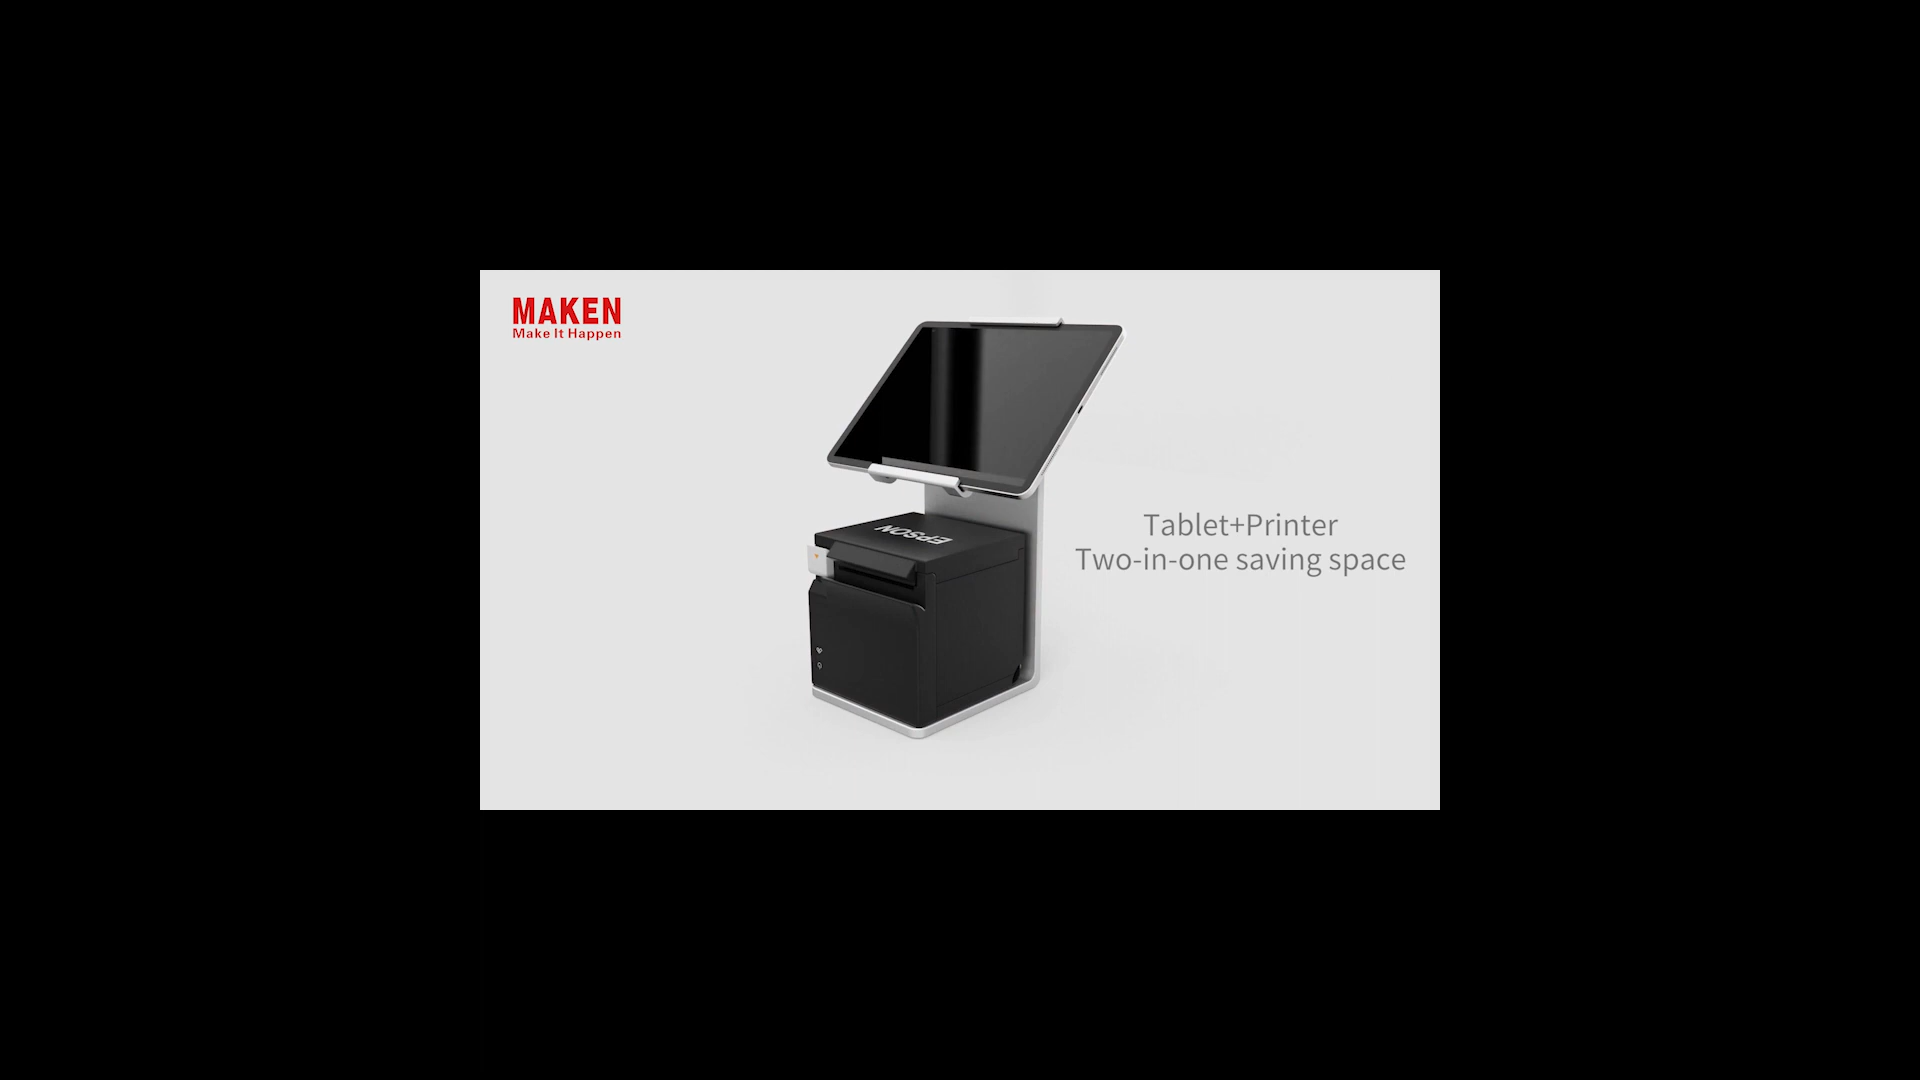 MAKEN
Make It Happen
EPSON
Tablet+Printer
Two-in-one saving space